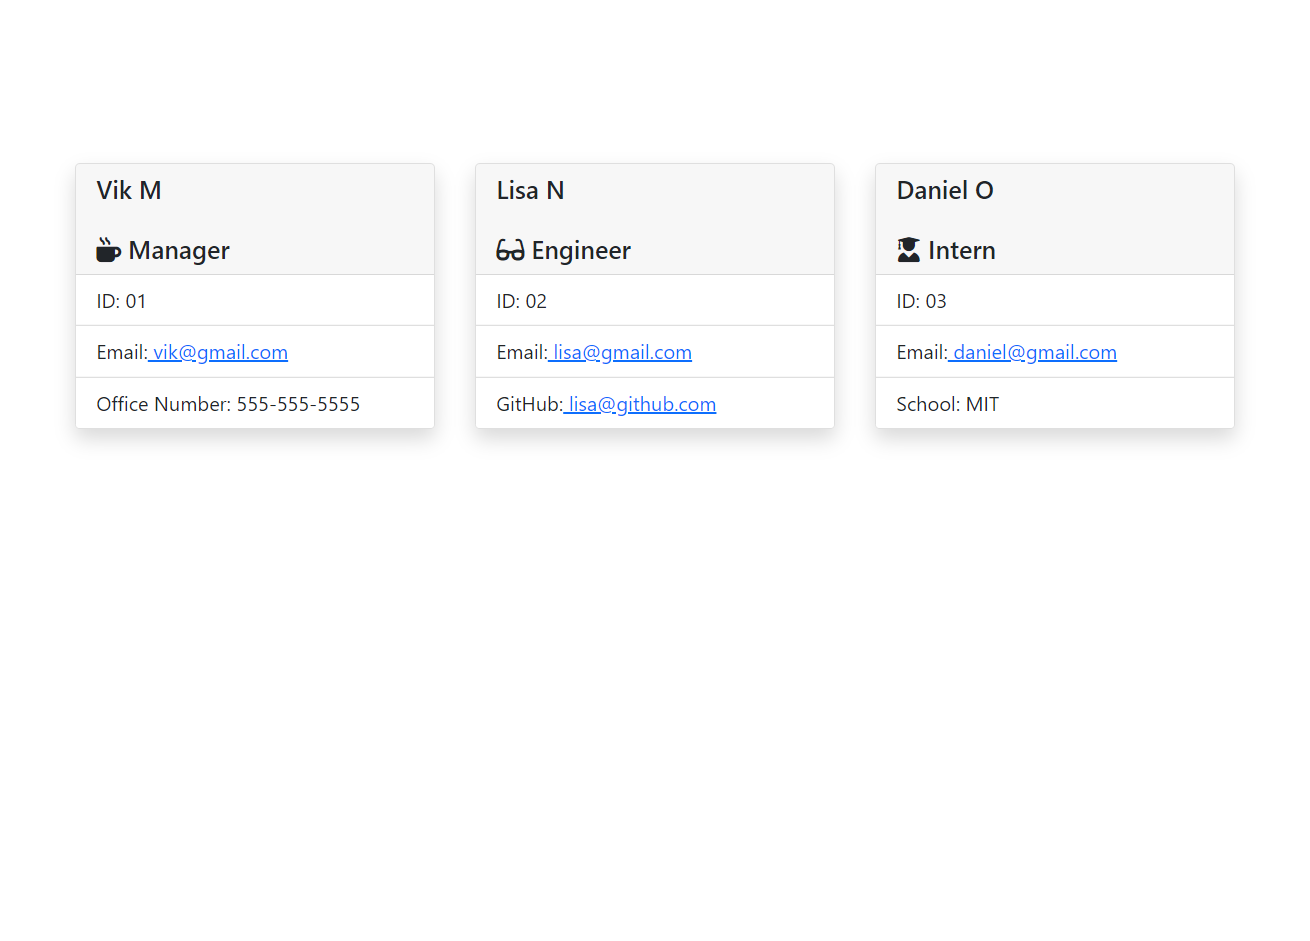 Vik M
Manager
ID: 01
Email: vik@gmail.com
Office Number: 555-555-5555
Lisa N
Engineer
ID: 02
Email: lisa@gmail.com
GitHub: lisa@github.com
Daniel O
Intern
ID: 03
Email: daniel@gmail.com
School: MIT